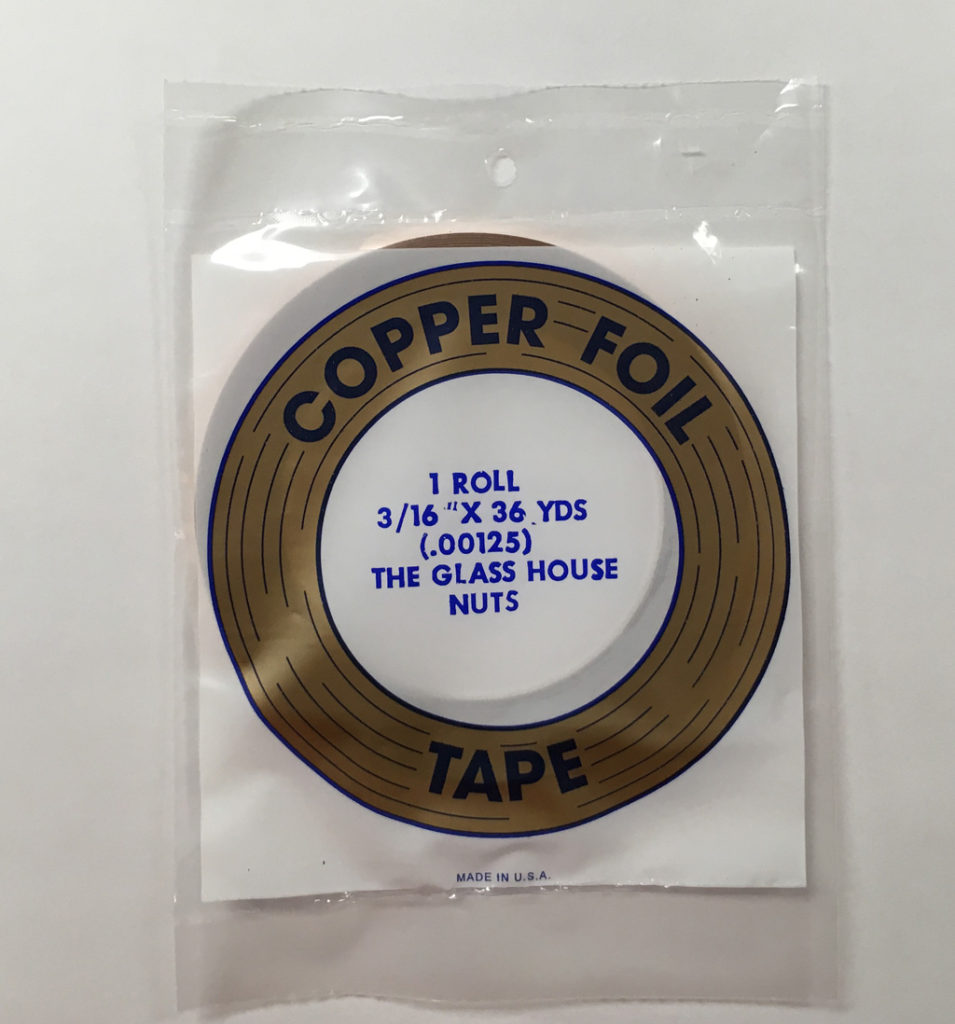 COPPER FOIL
1 ROLL
3/16 "X 36 YDS
(.00125)
THE GLASS HOUSE
NUTS
TAPE
MADE IN U.S.A.